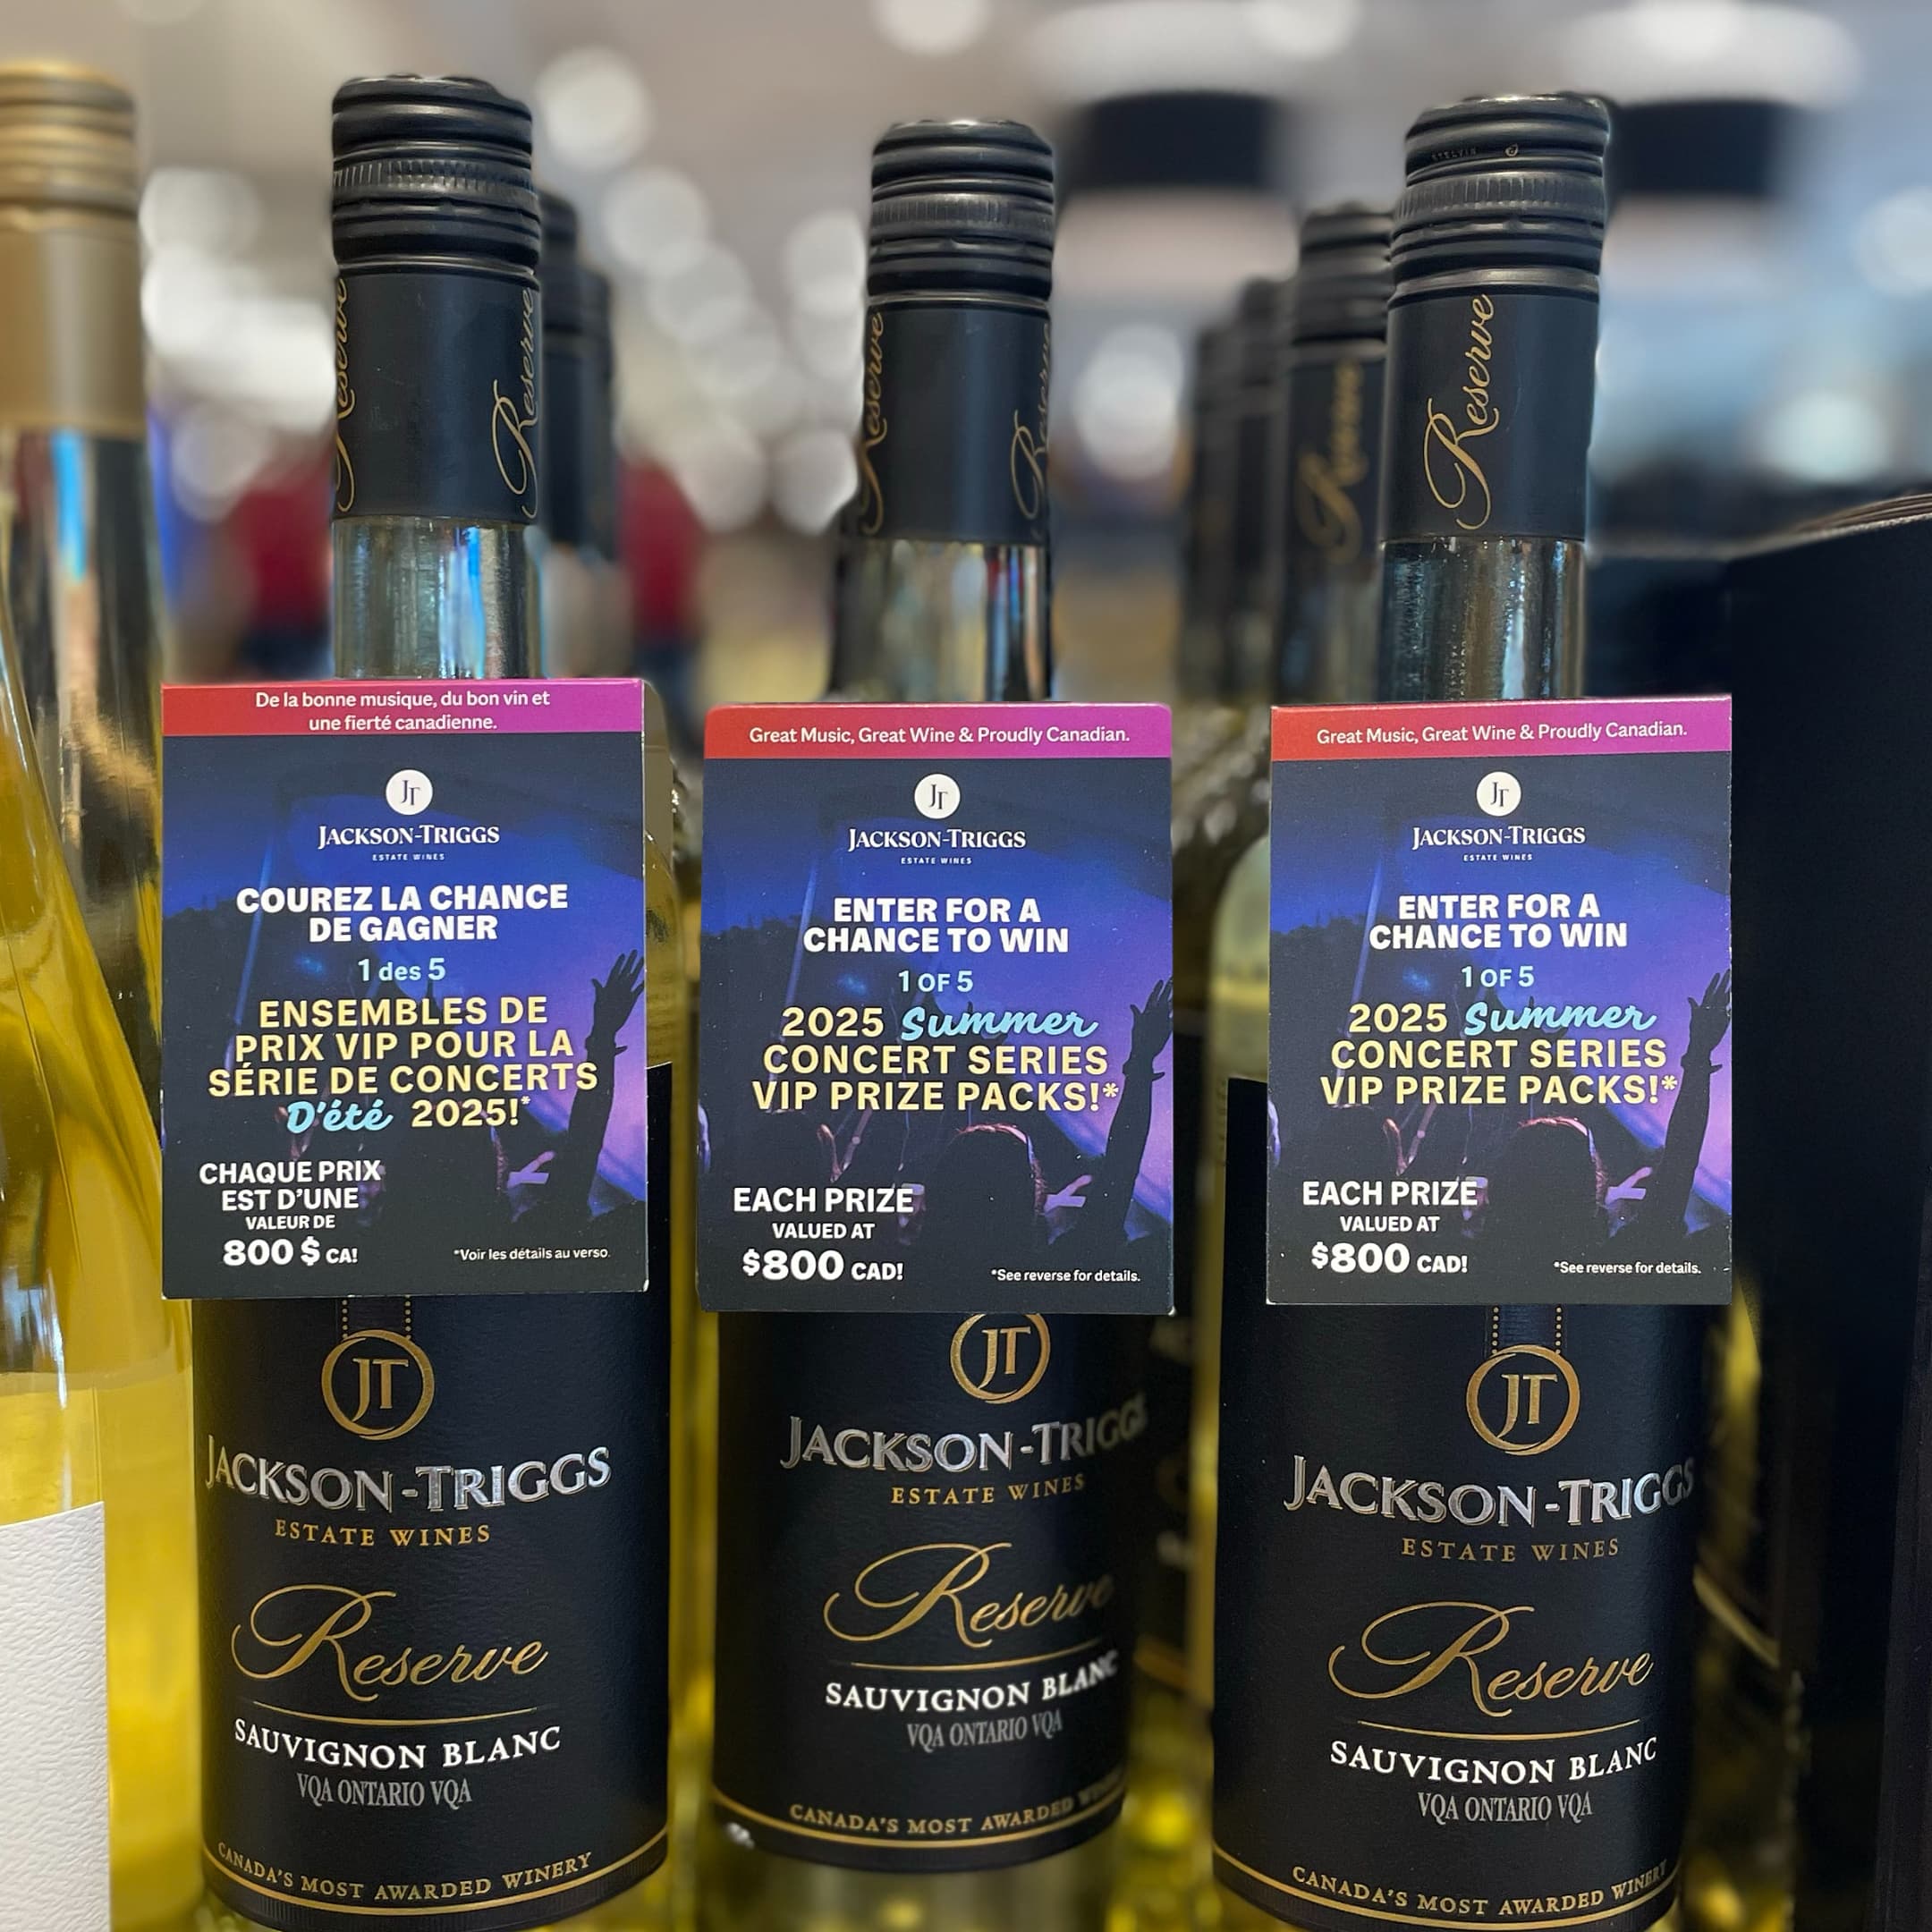 Reserve
Reserve
De la bonne musique, du bon vin et
une fierté canadienne.
JT
JACKSON-TRIGGS
ESTATE WINES
COUREZ LA CHANCE
DE GAGNER
1 des 5
ENSEMBLES DE
PRIX VIP POUR LA
SÉRIE DE CONCERTS
D'été 2025!*
CHAQUE PRIX
EST D'UNE
VALEUR DE
800 $ CA!
*Voir les détails au verso.
JT
JACKSON-TRIGGS
ESTATE WINES
Reserve
SAUVIGNON BLANC
VQA ONTARIO VQA
CANADA'S MOST AWARDED WINERY
Reserve
Reserve
Great Music, Great Wine & Proudly Canadian.
JT
JACKSON-TRIGGS
ESTATE WINES
ENTER FOR A
CHANCE TO WIN
1 OF 5
2025 Summer
CONCERT SERIES
VIP PRIZE PACKS!*
EACH PRIZE
VALUED AT
$800 CAD!
*See reverse for details.
JT
JACKSON-TRIGGS
ESTATE WINES
Reserve
SAUVIGNON BLANC
VQA ONTARIO VQA
CANADA'S MOST AWARDED WINERY
Reserve
STELVIN
Reserve
Great Music, Great Wine & Proudly Canadian.
JT
JACKSON-TRIGGS
ESTATE WINES
ENTER FOR A
CHANCE TO WIN
1 OF 5
2025 Summer
CONCERT SERIES
VIP PRIZE PACKS!*
EACH PRIZE
VALUED AT
$800 CAD!
*See reverse for details.
JT
JACKSON-TRIGGS
ESTATE WINES
Reserve
SAUVIGNON BLANC
VQA ONTARIO VQA
CANADA'S MOST AWARDED WINERY